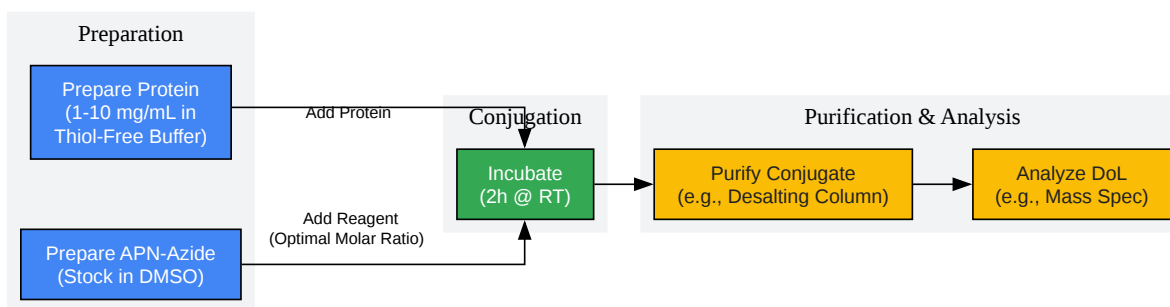 Preparation
Prepare Protein
(1-10 mg/mL in
Thiol-Free Buffer)
Add Protein
Conjugation
Purification & Analysis
Incubate
(2h @ RT)
Purify Conjugate
(e.g., Desalting Column)
Analyze DoL
(e.g., Mass Spec)
Add Reagent
(Optimal Molar Ratio)
Prepare APN-Azide
(Stock in DMSO)